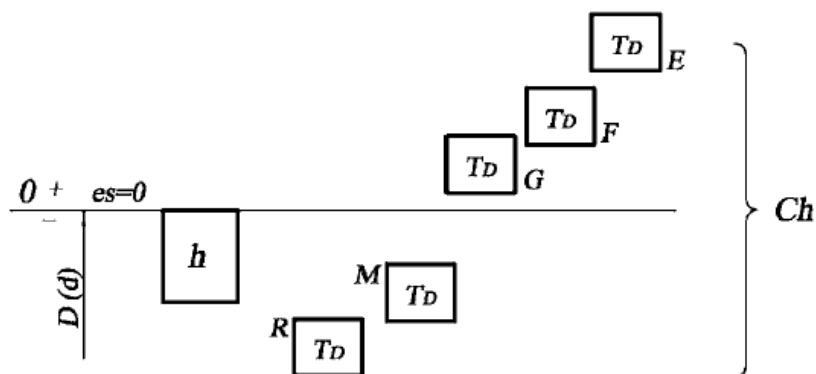 TD E
TD F
TD G
0 + es=0
–
h
Ch
D (d)
M TD
R TD